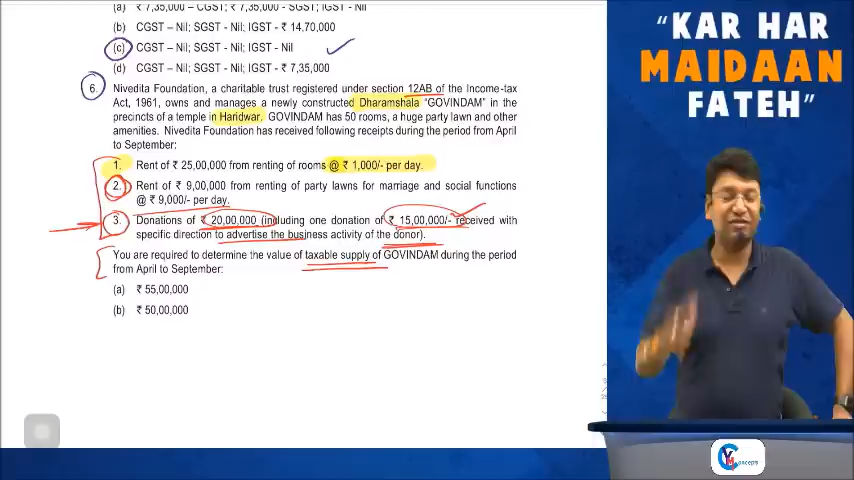 (a) ₹ 7,35,000 - CGST; ₹ 7,35,000 - SGST; IGST - Nil
(b) CGST – Nil; SGST - Nil; IGST - ₹ 14,70,000
(c) CGST – Nil; SGST - Nil; IGST - Nil
(d) CGST – Nil; SGST - Nil; IGST - ₹ 7,35,000
6. Nivedita Foundation, a charitable trust registered under section 12AB of the Income-tax
Act, 1961, owns and manages a newly constructed Dharamshala “GOVINDAM” in the
precincts of a temple in Haridwar. GOVINDAM has 50 rooms, a huge party lawn and other
amenities. Nivedita Foundation has received following receipts during the period from April
to September:
1. Rent of ₹ 25,00,000 from renting of rooms @ ₹ 1,000/- per day.
2. Rent of ₹ 9,00,000 from renting of party lawns for marriage and social functions
@ ₹ 9,000/- per day.
3. Donations of ₹ 20,00,000 (including one donation of ₹ 15,00,000/- received with
specific direction to advertise the business activity of the donor).
You are required to determine the value of taxable supply of GOVINDAM during the period
from April to September:
(a) ₹ 55,00,000
(b) ₹ 50,00,000
“KAR HAR
MAIDAAN
FATEH”